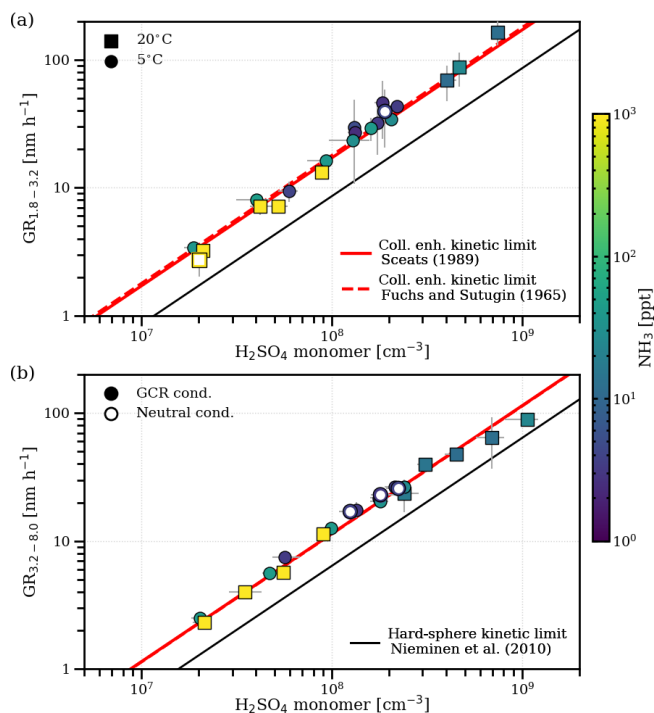 (a)
20°C
5°C
100
10
1
GR1.8−3.2 [nm h−1]
Coll. enh. kinetic limit
Sceats (1989)
Coll. enh. kinetic limit
Fuchs and Sutugin (1965)
10^7
10^8
10^9
H2SO4 monomer [cm−3]
10^3
10^2
10^1
10^0
NH3 [ppt]
(b)
GCR cond.
Neutral cond.
100
10
1
GR3.2−8.0 [nm h−1]
Hard-sphere kinetic limit
Nieminen et al. (2010)
10^7
10^8
10^9
H2SO4 monomer [cm−3]